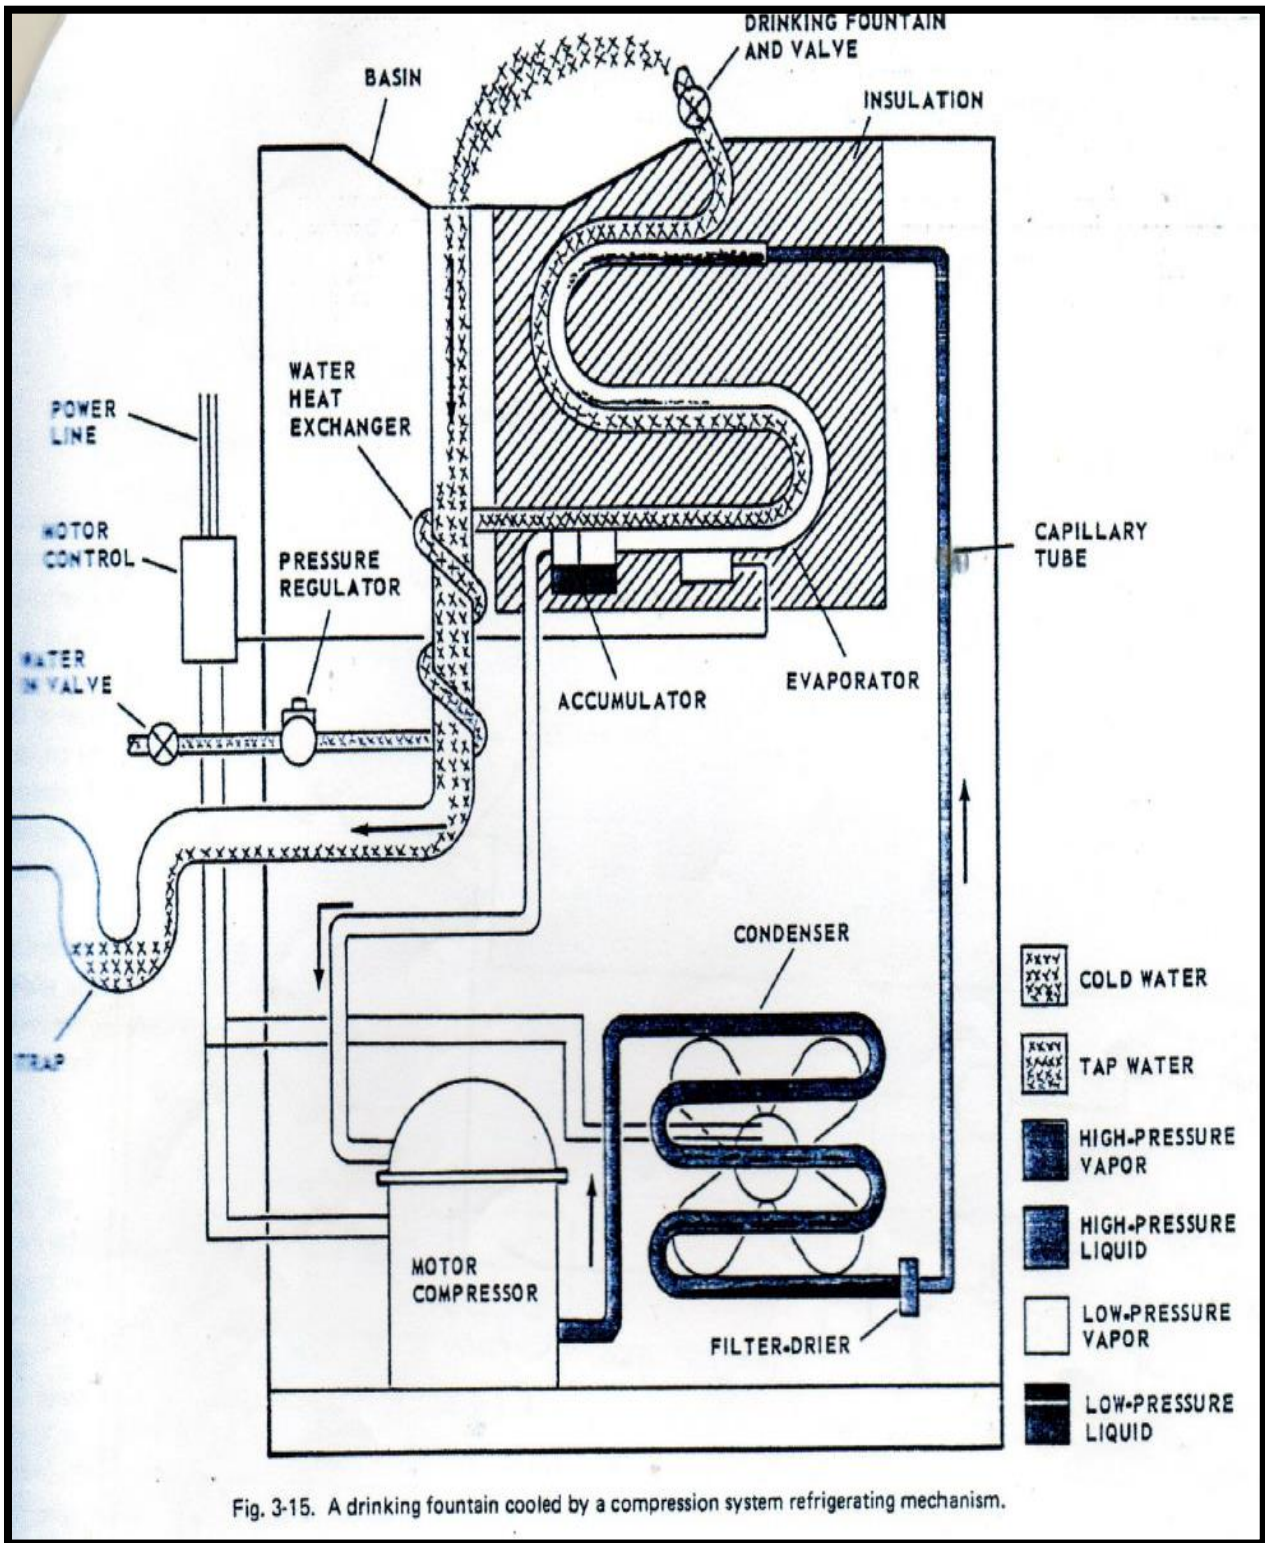 DRINKING FOUNTAIN
AND VALVE
BASIN
INSULATION
WATER
HEAT
EXCHANGER
POWER
LINE
MOTOR
CONTROL
PRESSURE
REGULATOR
CAPILLARY
TUBE
WATER
IN VALVE
ACCUMULATOR
EVAPORATOR
CONDENSER
TRAP
MOTOR
COMPRESSOR
FILTER-DRIER
COLD WATER
TAP WATER
HIGH-PRESSURE
VAPOR
HIGH-PRESSURE
LIQUID
LOW-PRESSURE
VAPOR
LOW-PRESSURE
LIQUID
Fig. 3-15. A drinking fountain cooled by a compression system refrigerating mechanism.